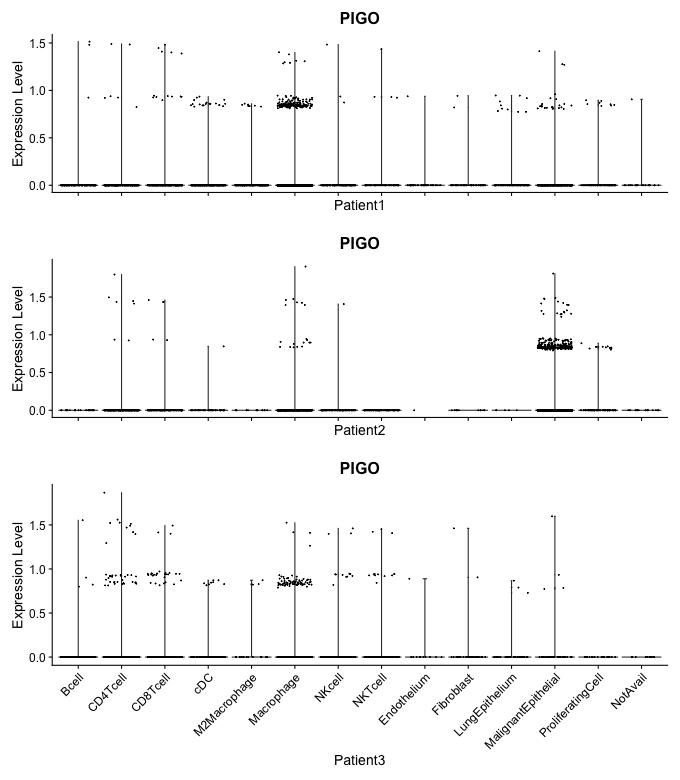 PIGO
Expression Level
1.5
1.0
0.5
0.0
Patient1
PIGO
Expression Level
1.5
1.0
0.5
0.0
Patient2
PIGO
Expression Level
1.5
1.0
0.5
0.0
Bcell
CD4Tcell
CD8Tcell
cDC
M2Macrophage
Macrophage
NKcell
NKTcell
Endothelium
Fibroblast
LungEpithelium
MalignantEpithelial
ProliferatingCell
NotAvail
Patient3